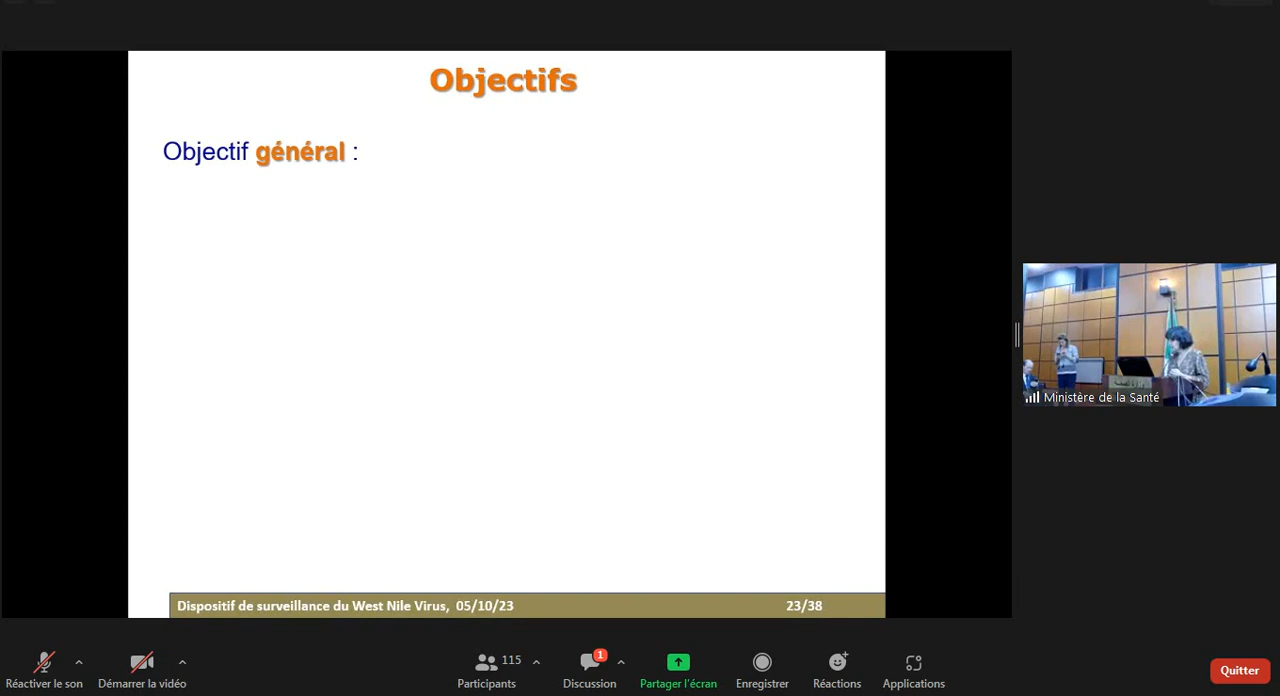 Objectifs
Objectif général :
Ministère de la Santé
Dispositif de surveillance du West Nile Virus, 05/10/23
23/38
Réactiver le son
Démarrer la vidéo
115
Participants
1
Discussion
Partager l'écran
Enregistrer
Réactions
Applications
Quitter